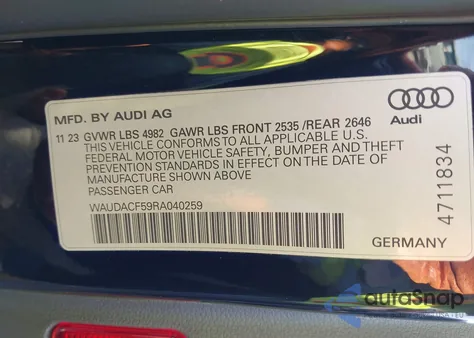 MFD. BY AUDI AG
Audi
11 23 GVWR LBS 4982 GAWR LBS FRONT 2535 /REAR 2646
THIS VEHICLE CONFORMS TO ALL APPLICABLE U.S.
FEDERAL MOTOR VEHICLE SAFETY, BUMPER AND THEFT
PREVENTION STANDARDS IN EFFECT ON THE DATE OF
MANUFACTURE SHOWN ABOVE
PASSENGER CAR
WAUDACF59RA040259
4711834
GERMANY
autoSnap